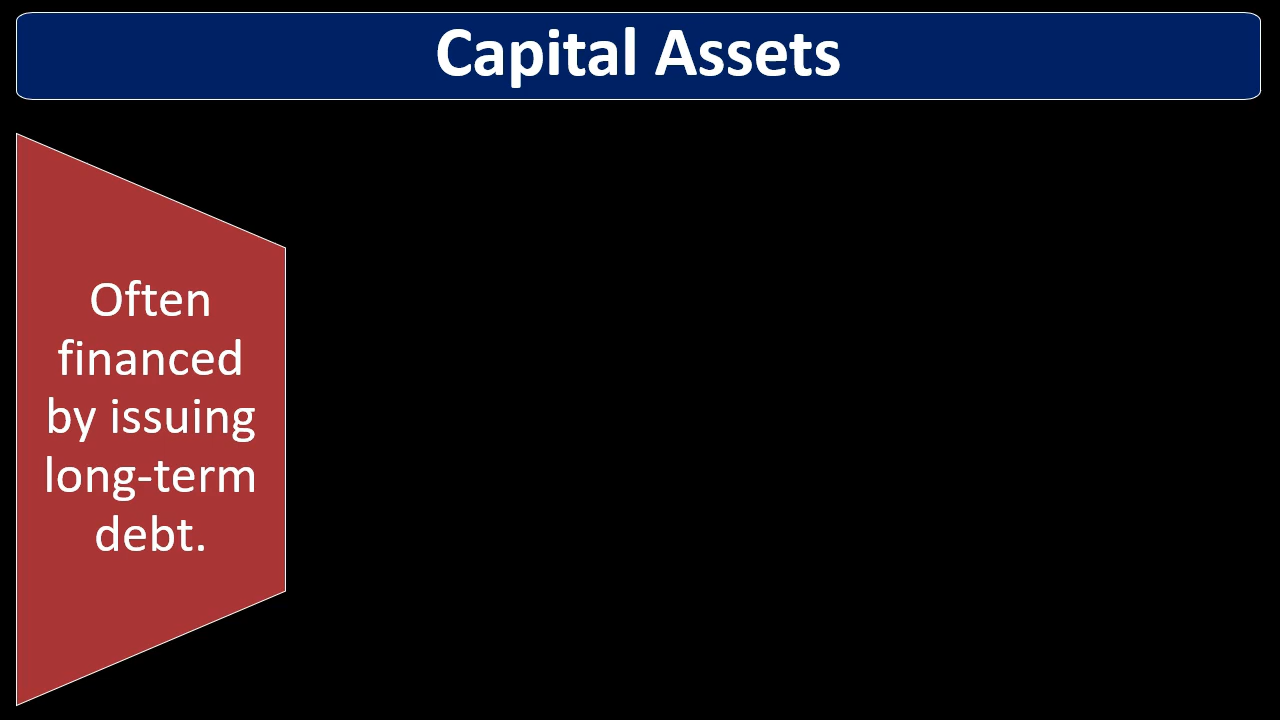 Capital Assets
Often
financed
by issuing
long-term
debt.